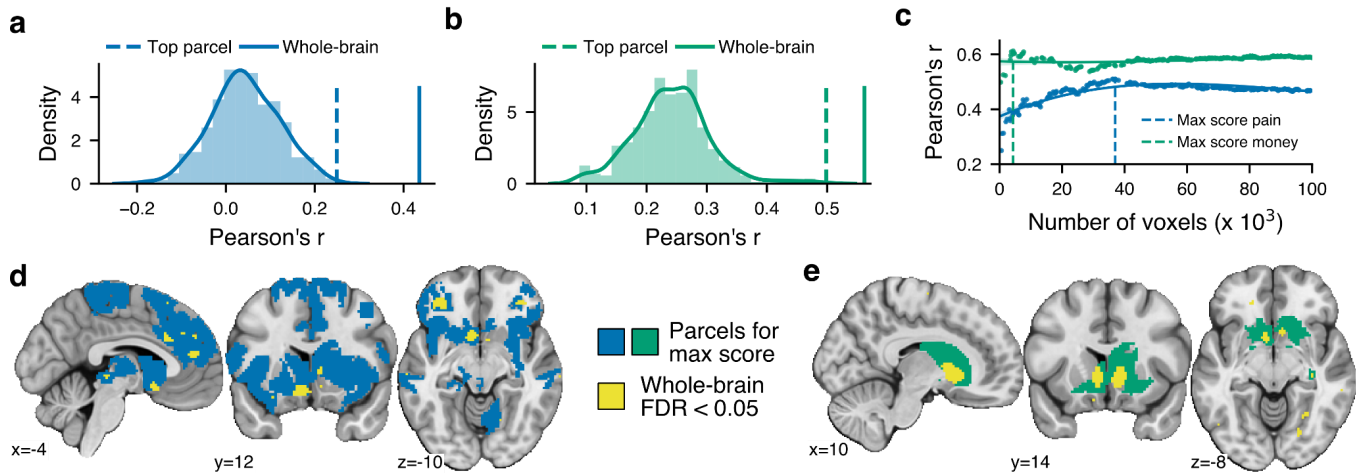 a
Top parcel
Whole-brain
Density
4
2
0
−0.2
0.0
0.2
0.4
Pearson's r
b
Top parcel
Whole-brain
Density
5
0
0.1
0.2
0.3
0.4
0.5
Pearson's r
c
Pearson's r
0.6
0.4
0.2
Max score pain
Max score money
0
20
40
60
80
100
Number of voxels (x 10³)
d
x=-4
y=12
z=-10
Parcels for
max score
Whole-brain
FDR < 0.05
e
x=10
y=14
z=-8